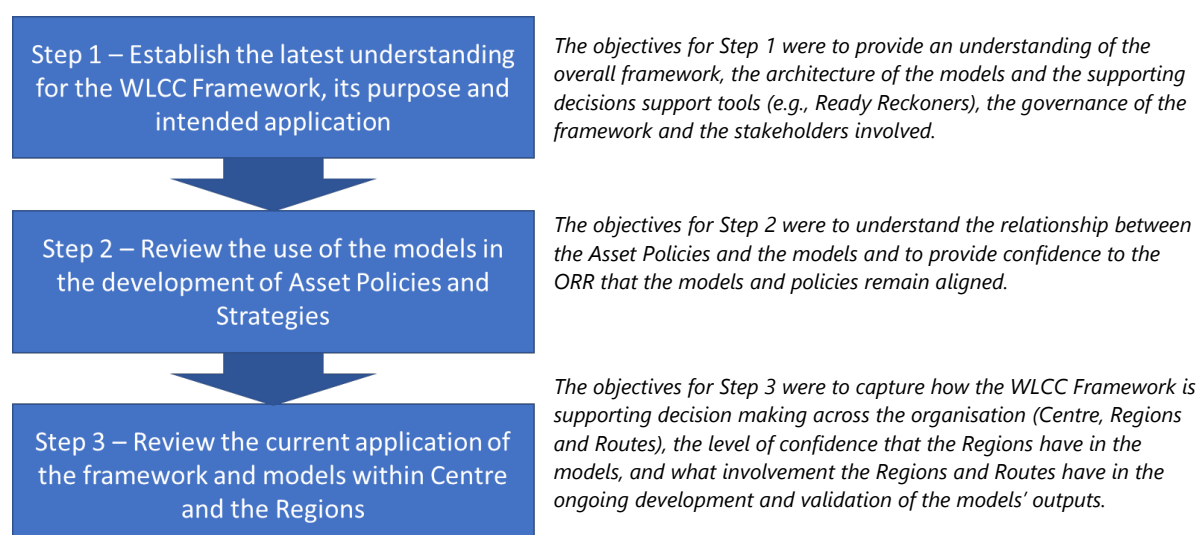 Step 1 – Establish the latest understanding
for the WLCC Framework, its purpose and
intended application
The objectives for Step 1 were to provide an understanding of the
overall framework, the architecture of the models and the supporting
decisions support tools (e.g., Ready Reckoners), the governance of the
framework and the stakeholders involved.
Step 2 – Review the use of the models in
the development of Asset Policies and
Strategies
The objectives for Step 2 were to understand the relationship between
the Asset Policies and the models and to provide confidence to the
ORR that the models and policies remain aligned.
Step 3 – Review the current application of
the framework and models within Centre
and the Regions
The objectives for Step 3 were to capture how the WLCC Framework is
supporting decision making across the organisation (Centre, Regions
and Routes), the level of confidence that the Regions have in the
models, and what involvement the Regions and Routes have in the
ongoing development and validation of the models’ outputs.